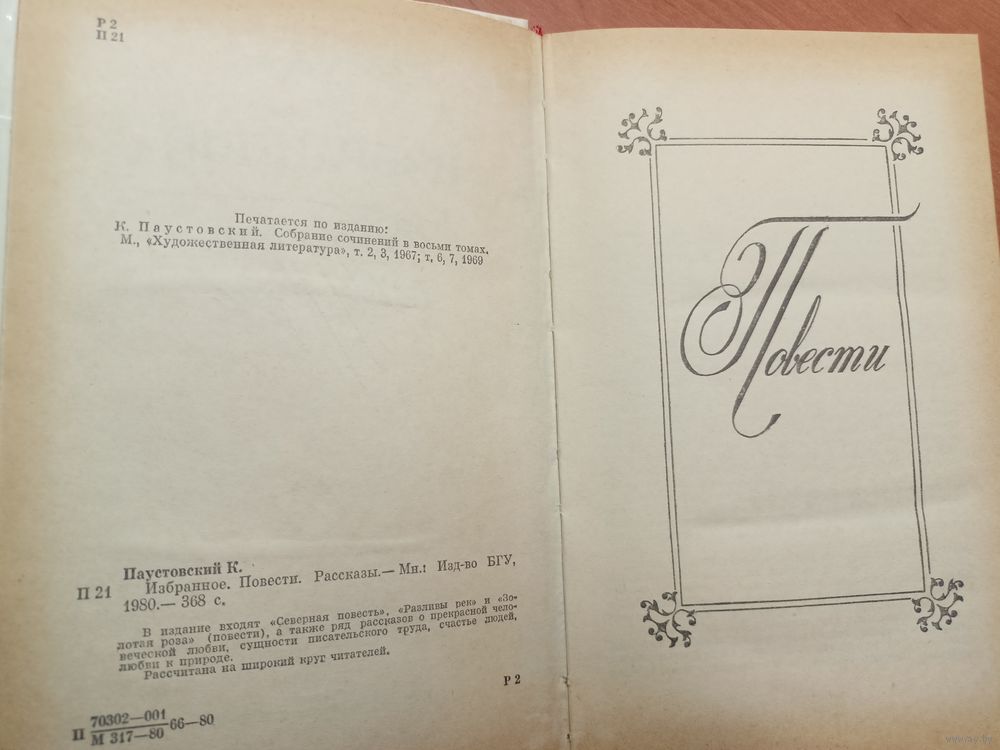 Р 2
П 21
Печатается по изданию:
К. Паустовский. Собрание сочинений в восьми томах.
М., «Художественная литература», т. 2, 3, 1967; т. 6, 7, 1969
Паустовский К.
П 21 Избранное. Повести. Рассказы.— Мн.: Изд-во БГУ,
1980.— 368 с.
В издание входят «Северная повесть», «Разливы рек» и «Зо-
лотая роза» (повести), а также ряд рассказов о прекрасной чело-
веческой любви, сущности писательского труда, счастье людей,
любви к природе.
Рассчитана на широкий круг читателей.
Р 2
П 70302—001
М 317—80 66—80
Повести